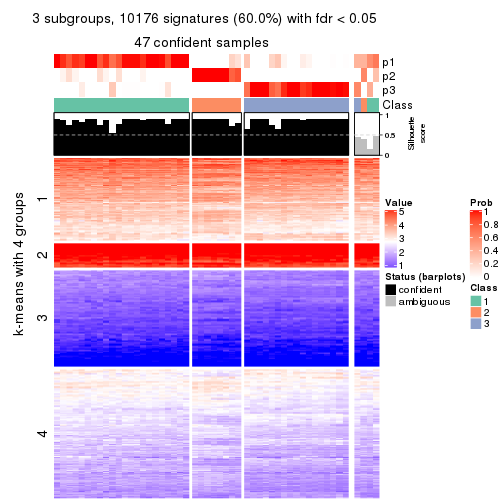 3 subgroups, 10176 signatures (60.0%) with fdr < 0.05
47 confident samples
p1
p2
p3
Class
1
0.5
0
Silhouette
score
k-means with 4 groups
1
2
3
4
Value
5
4
3
2
1
Status (barplots)
confident
ambiguous
Prob
1
0.8
0.6
0.4
0.2
0
Class
1
2
3